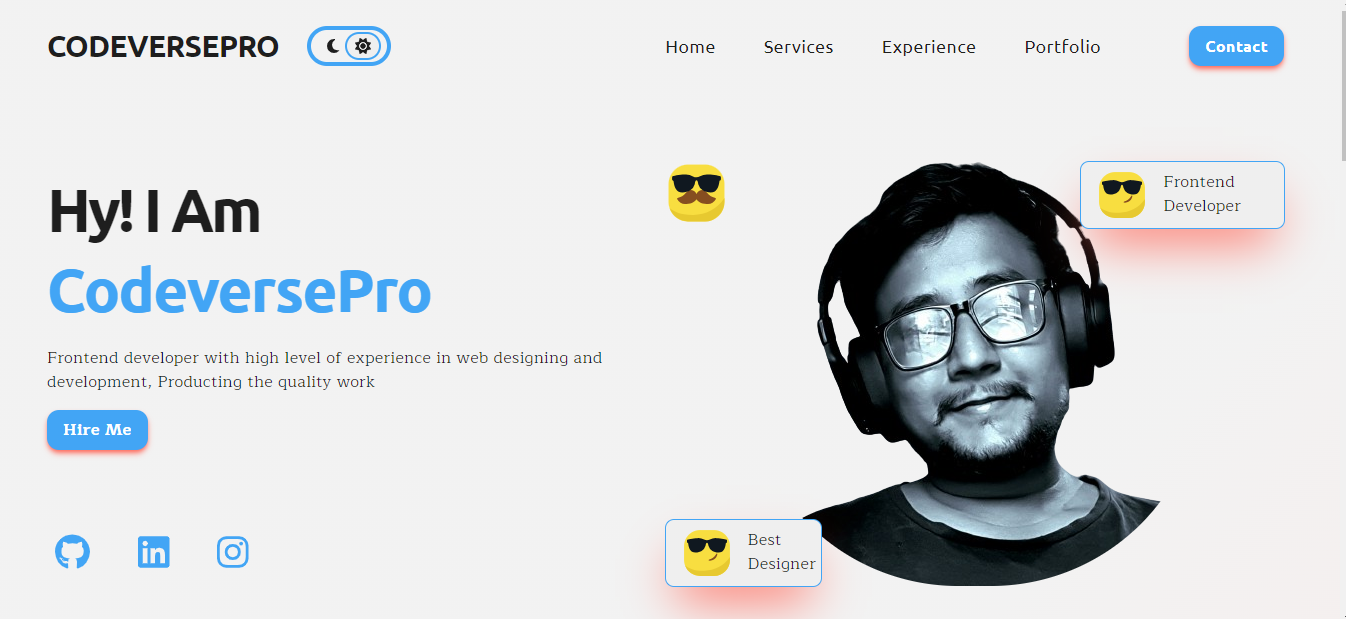 CODEVERSEPRO
Home Services Experience Portfolio Contact
Hy! I Am
CodeversePro
Frontend developer with high level of experience in web designing and
development, Producting the quality work
Hire Me
Frontend
Developer
Best
Designer
in